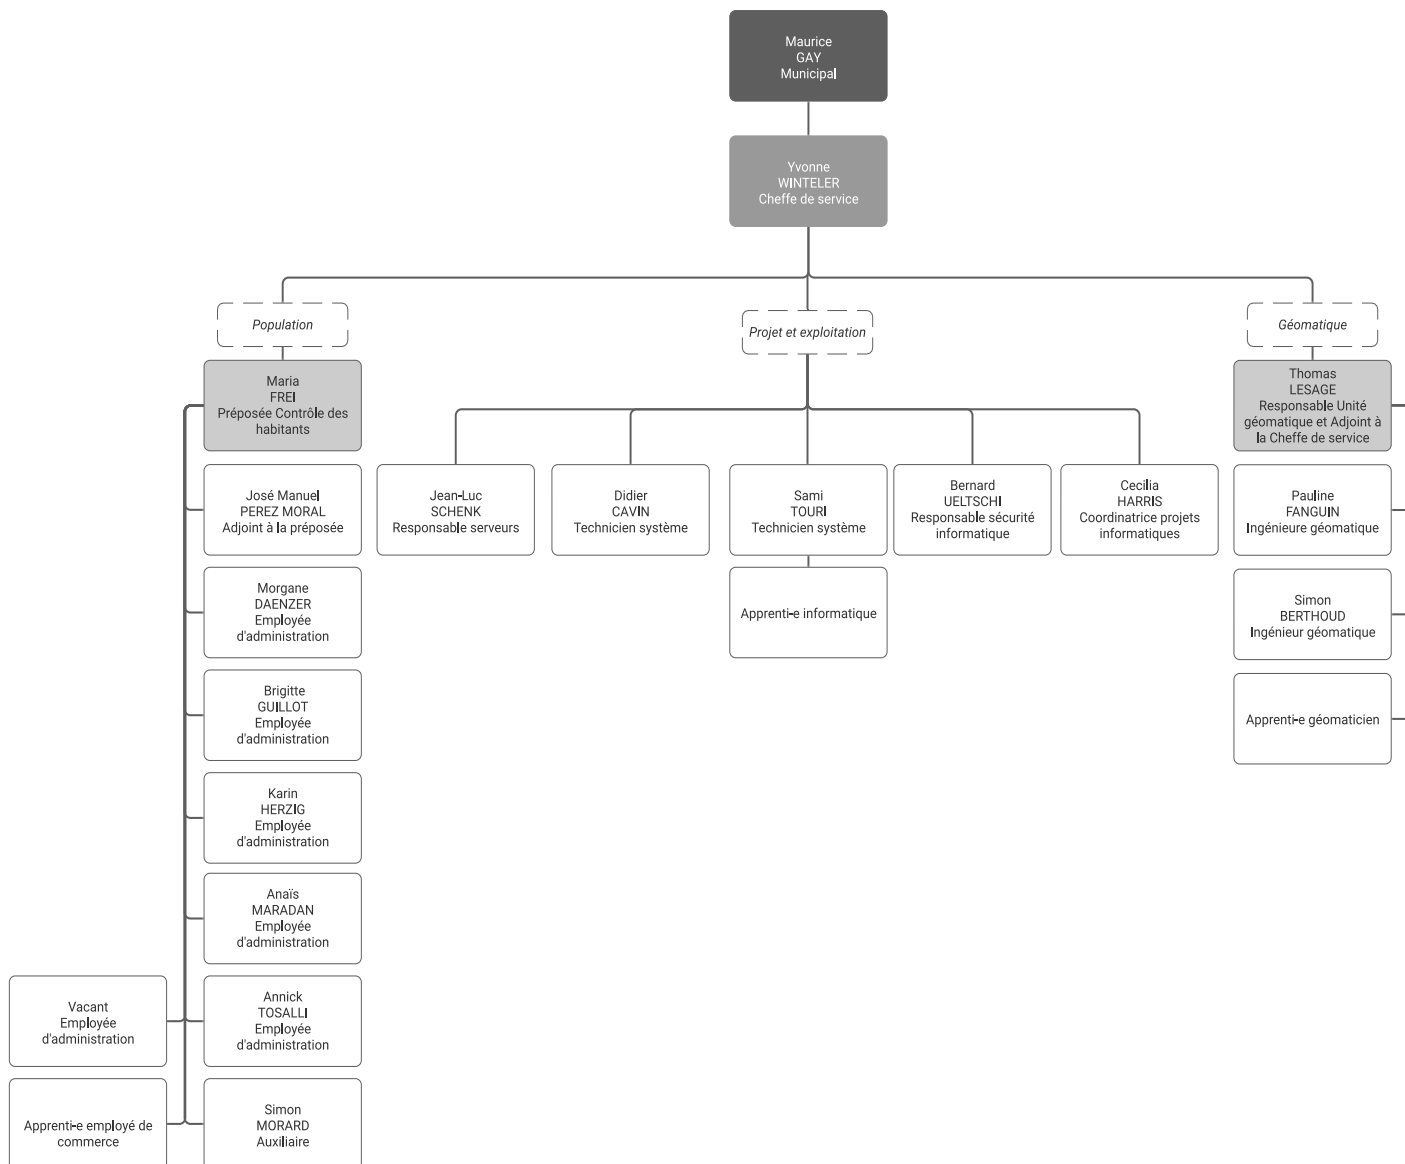 Maurice
GAY
Municipal
Yvonne
WINTELER
Cheffe de service
Population
Projet et exploitation
Géomatique
Maria
FREI
Préposée Contrôle des
habitants
Thomas
LESAGE
Responsable Unité
géomatique et Adjoint à
la Cheffe de service
José Manuel
PEREZ MORAL
Adjoint à la préposée
Jean-Luc
SCHENK
Responsable serveurs
Didier
CAVIN
Technicien système
Sami
TOURI
Technicien système
Bernard
UELTSCHI
Responsable sécurité
informatique
Cecilia
HARRIS
Coordinatrice projets
informatiques
Pauline
FANGUIN
Ingénieure géomatique
Morgane
DAENZER
Employée
d'administration
Apprenti-e informatique
Simon
BERTHOUD
Ingénieur géomatique
Brigitte
GUILLOT
Employée
d'administration
Apprenti-e géomaticien
Karin
HERZIG
Employée
d'administration
Anaïs
MARADAN
Employée
d'administration
Vacant
Employée
d'administration
Annick
TOSALLI
Employée
d'administration
Apprenti-e employé de
commerce
Simon
MORARD
Auxiliaire